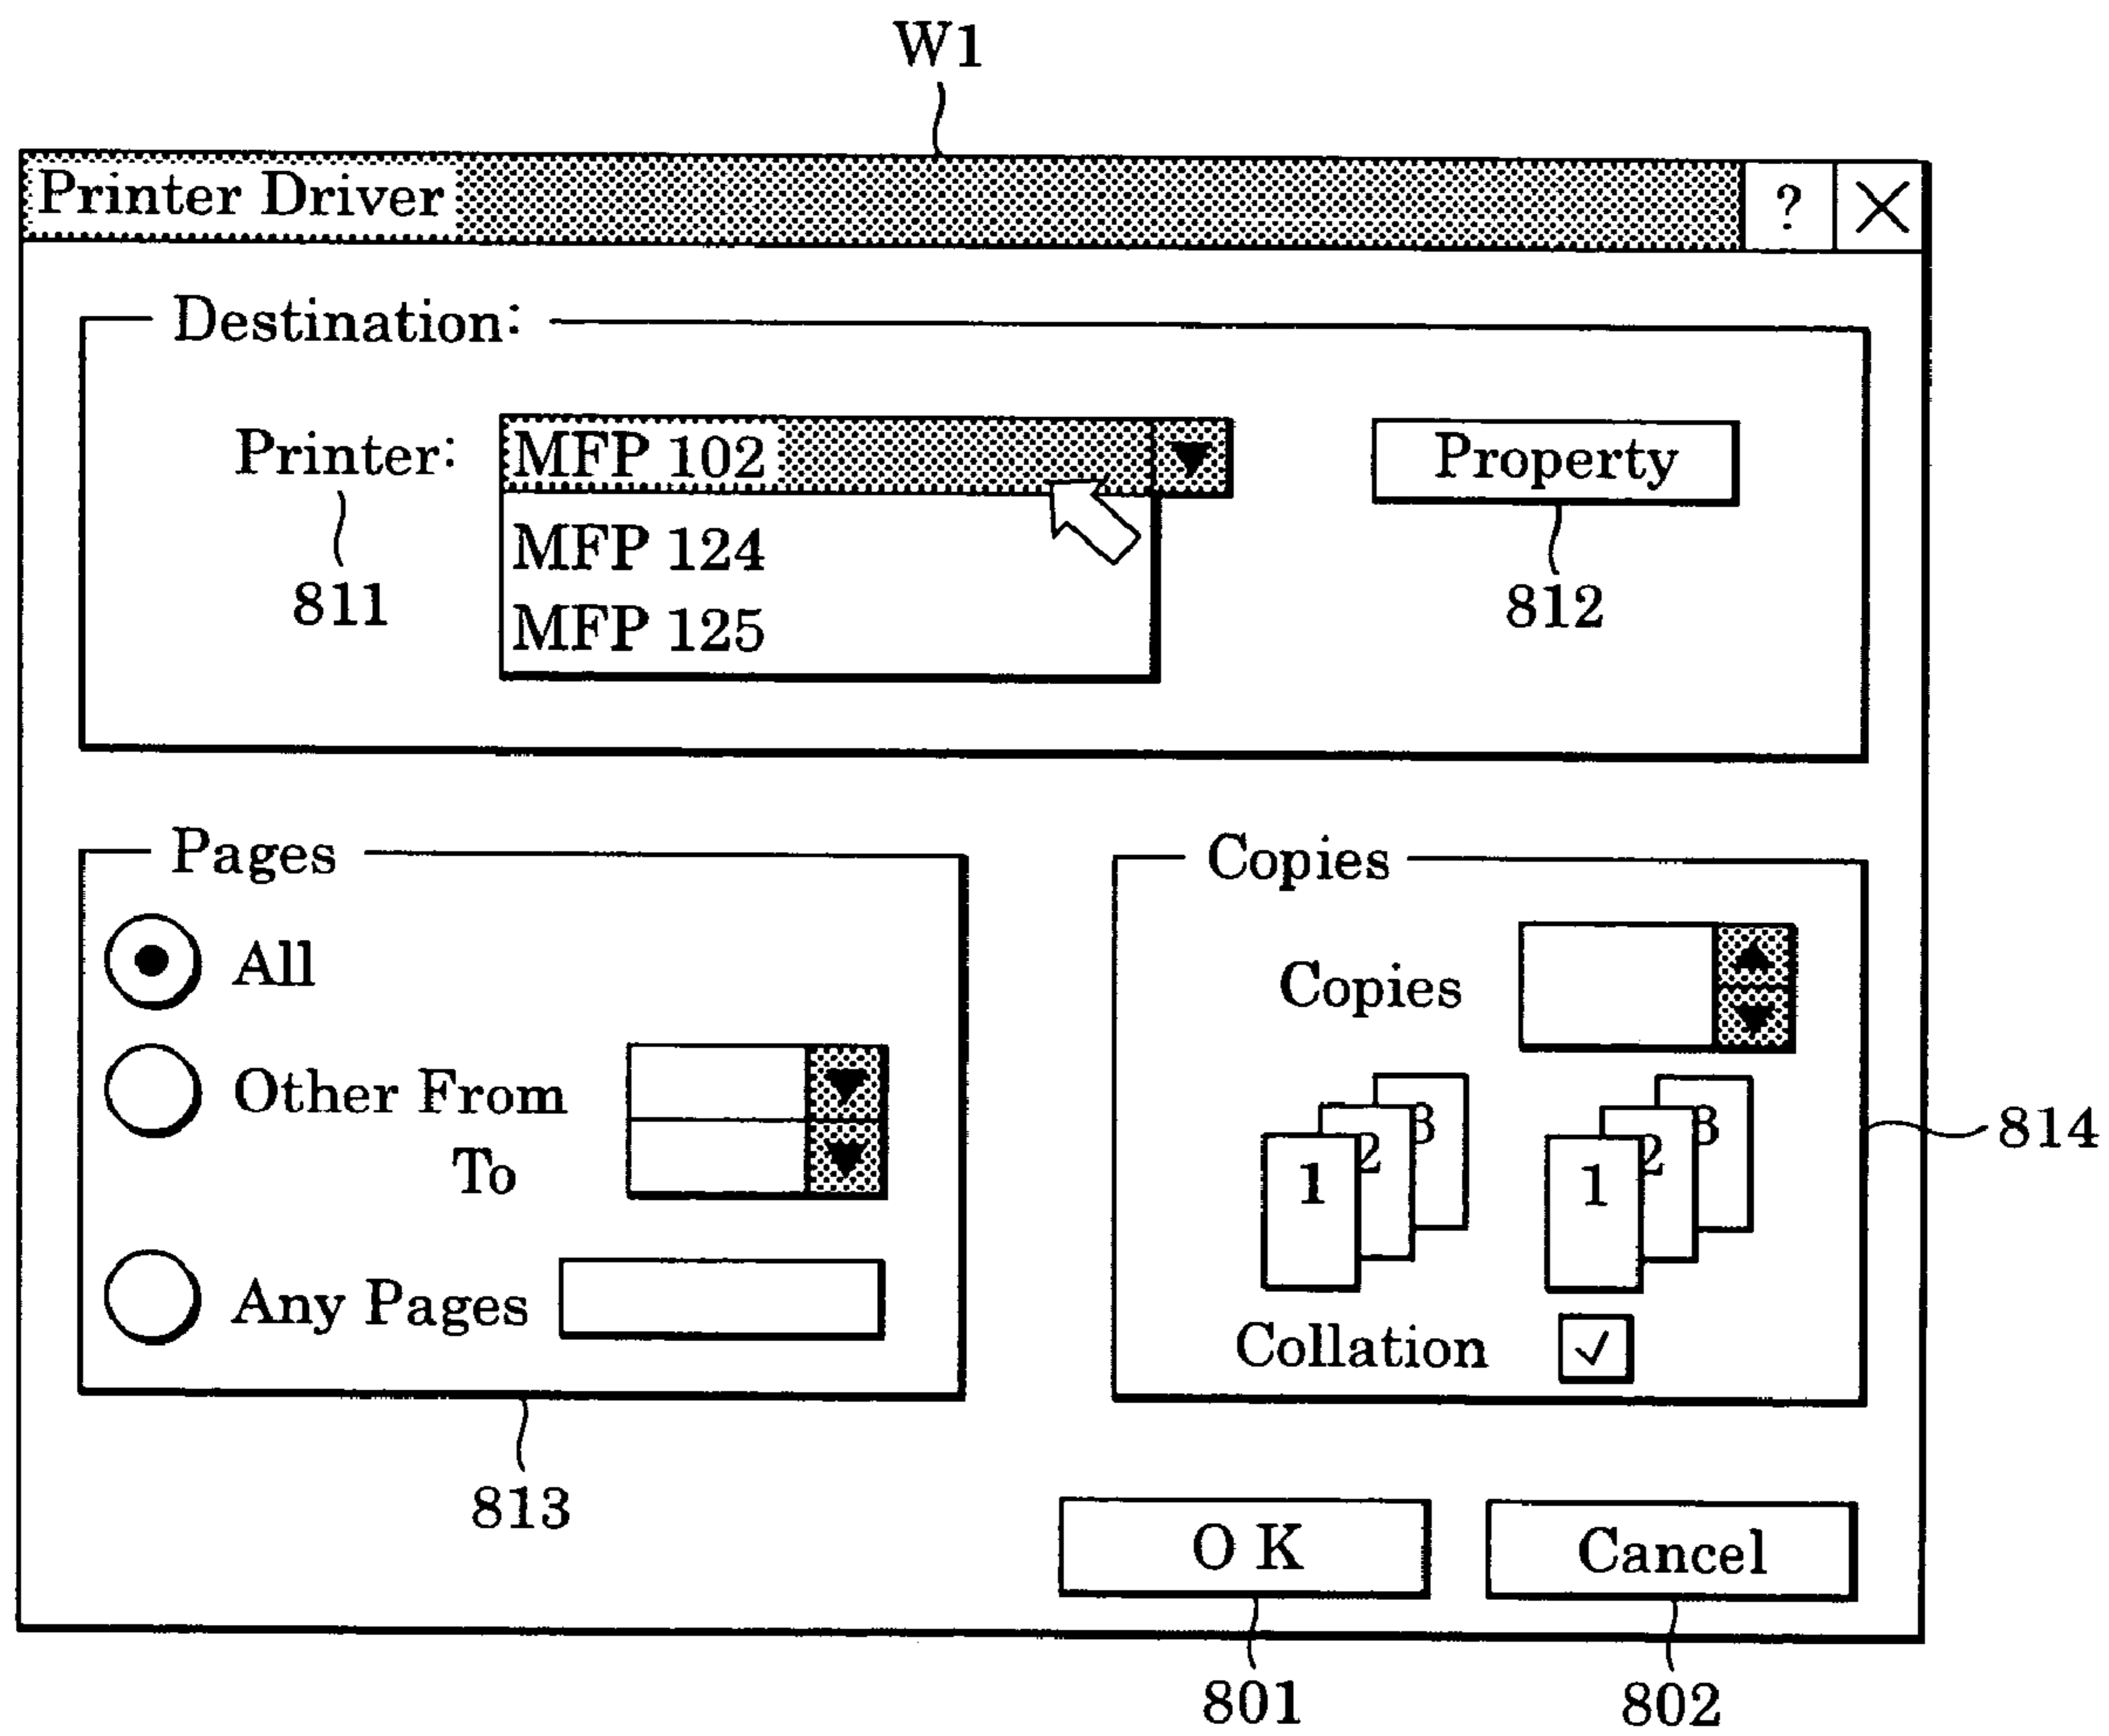 W1
Printer Driver ?
Destination:
Printer: MFP 102 Property
MFP 124
MFP 125
811 812
Pages
All
Other From
To
Any Pages
813
Copies
Copies
1 2 3 1 2 3
Collation
814
OK Cancel
801 802